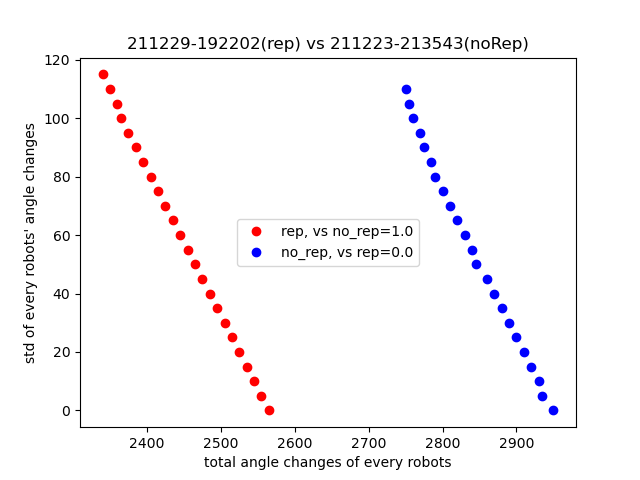 211229-192202(rep) vs 211223-213543(noRep)
120
100
80
60
40
20
0
std of every robots' angle changes
rep, vs no_rep=1.0
no_rep, vs rep=0.0
2400 2500 2600 2700 2800 2900
total angle changes of every robots